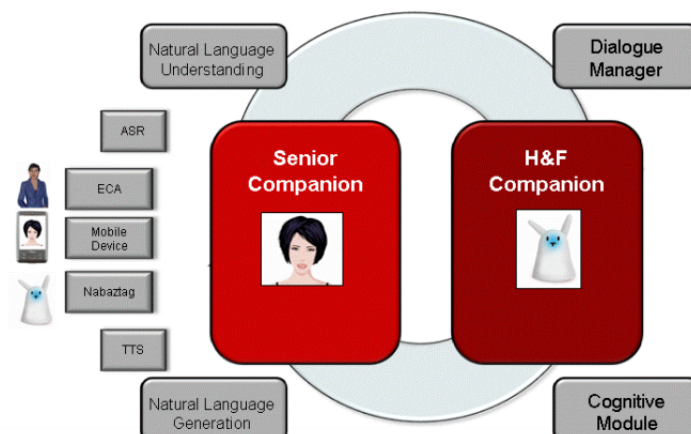 Natural Language
Understanding
Dialogue
Manager
ASR
Senior
Companion
H&F
Companion
ECA
Mobile
Device
Nabaztag
TTS
Natural Language
Generation
Cognitive
Module